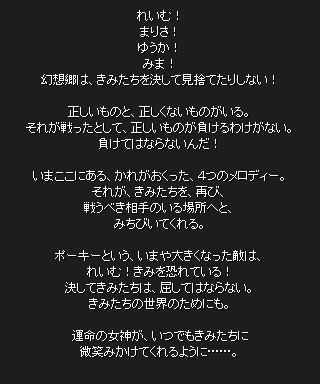 れいむ！
まりさ！
ゆうか！
みま！
幻想郷は、きみたちを決して見捨てたりしない！
正しいものと、正しくないものがいる。
それが戦ったとして、正しいものが負けるわけがない。
負けてはならないんだ！
いまここにある、かれがおくった、４つのメロディー。
それが、きみたちを、再び、
戦うべき相手のいる場所へと、
みちびいてくれる。
ポーキーという、いまや大きくなった敵は、
れいむ！きみを恐れている！
決してきみたちは、屈してはならない。
きみたちの世界のためにも。
運命の女神が、いつでもきみたちに
微笑みかけてくれるように……。